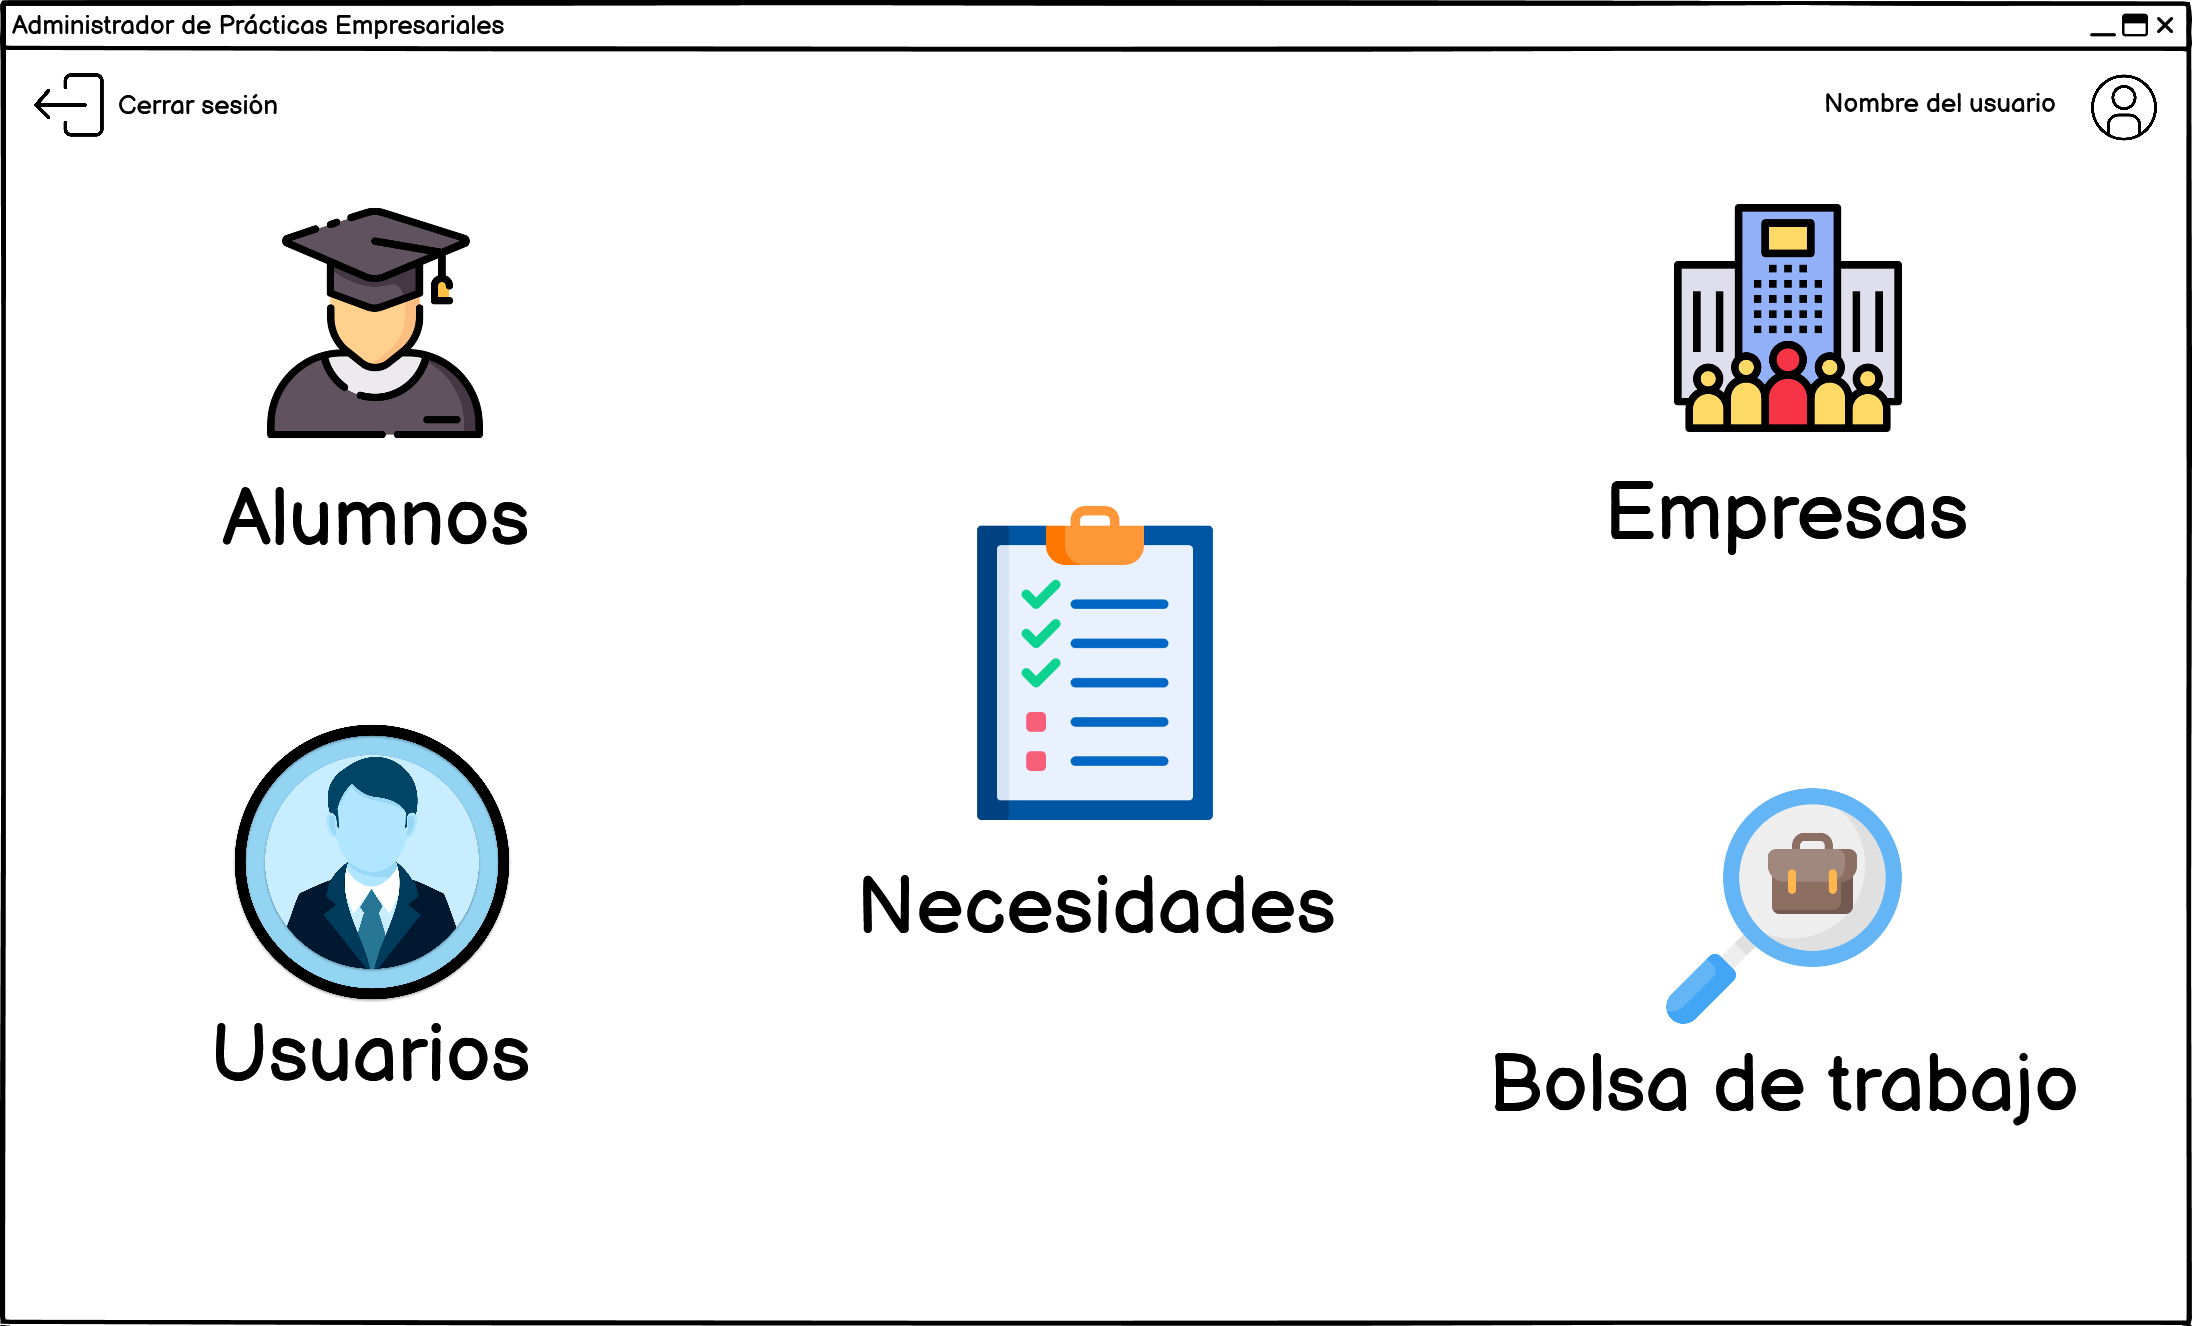 Administrador de Prácticas Empresariales
Cerrar sesión
Nombre del usuario
Alumnos
Empresas
Necesidades
Usuarios
Bolsa de trabajo